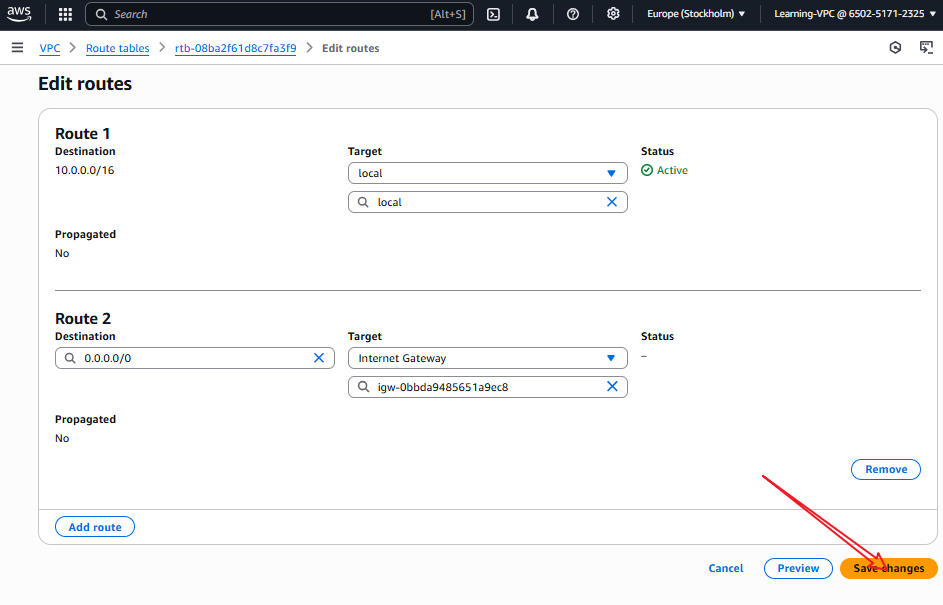 aws
Search [Alt+S] Europe (Stockholm) Learning-VPC @ 6502-5171-2325
VPC > Route tables > rtb-08ba2f61d8c7fa3f9 > Edit routes
Edit routes
Route 1
Destination Target Status
10.0.0.0/16 local Active
local
Propagated
No
Route 2
Destination Target Status
0.0.0.0/0 Internet Gateway –
igw-0bbda9485651a9ec8
Propagated
No
Remove
Add route
Cancel Preview Save changes